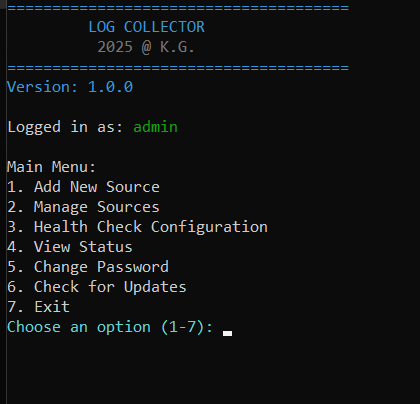 ======================================
LOG COLLECTOR
2025 @ K.G.
======================================
Version: 1.0.0
Logged in as: admin
Main Menu:
1. Add New Source
2. Manage Sources
3. Health Check Configuration
4. View Status
5. Change Password
6. Check for Updates
7. Exit
Choose an option (1-7):